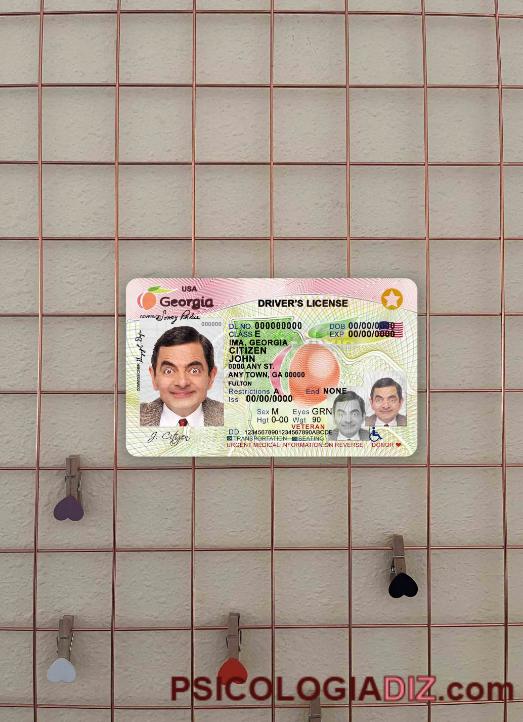 USA
Georgia
DRIVER'S LICENSE
000000
DL NO. 000000000
DOB 00/00/0000
CLASS E
EXP 00/00/0000
IMA, GEORGIA
CITIZEN
JOHN
0000 ANY ST.
ANY TOWN, GA 00000
FULTON
Restrictions A End NONE
Iss 00/00/0000
Sex M Eyes GRN
Hgt 0-00 Wgt 90
VETERAN
DD 12345678901234567890ABCDE
TRANSPORTATION SEATING
URGENT MEDICAL INFORMATION ON REVERSE DONOR
J. Citizen
PSICOLOGIADIZ.com